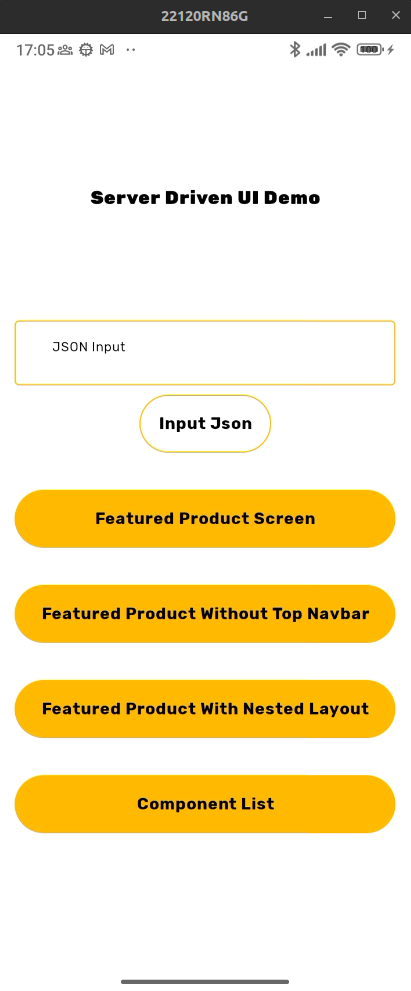 22120RN86G
17:05
100
Server Driven UI Demo
JSON Input
Input Json
Featured Product Screen
Featured Product Without Top Navbar
Featured Product With Nested Layout
Component List